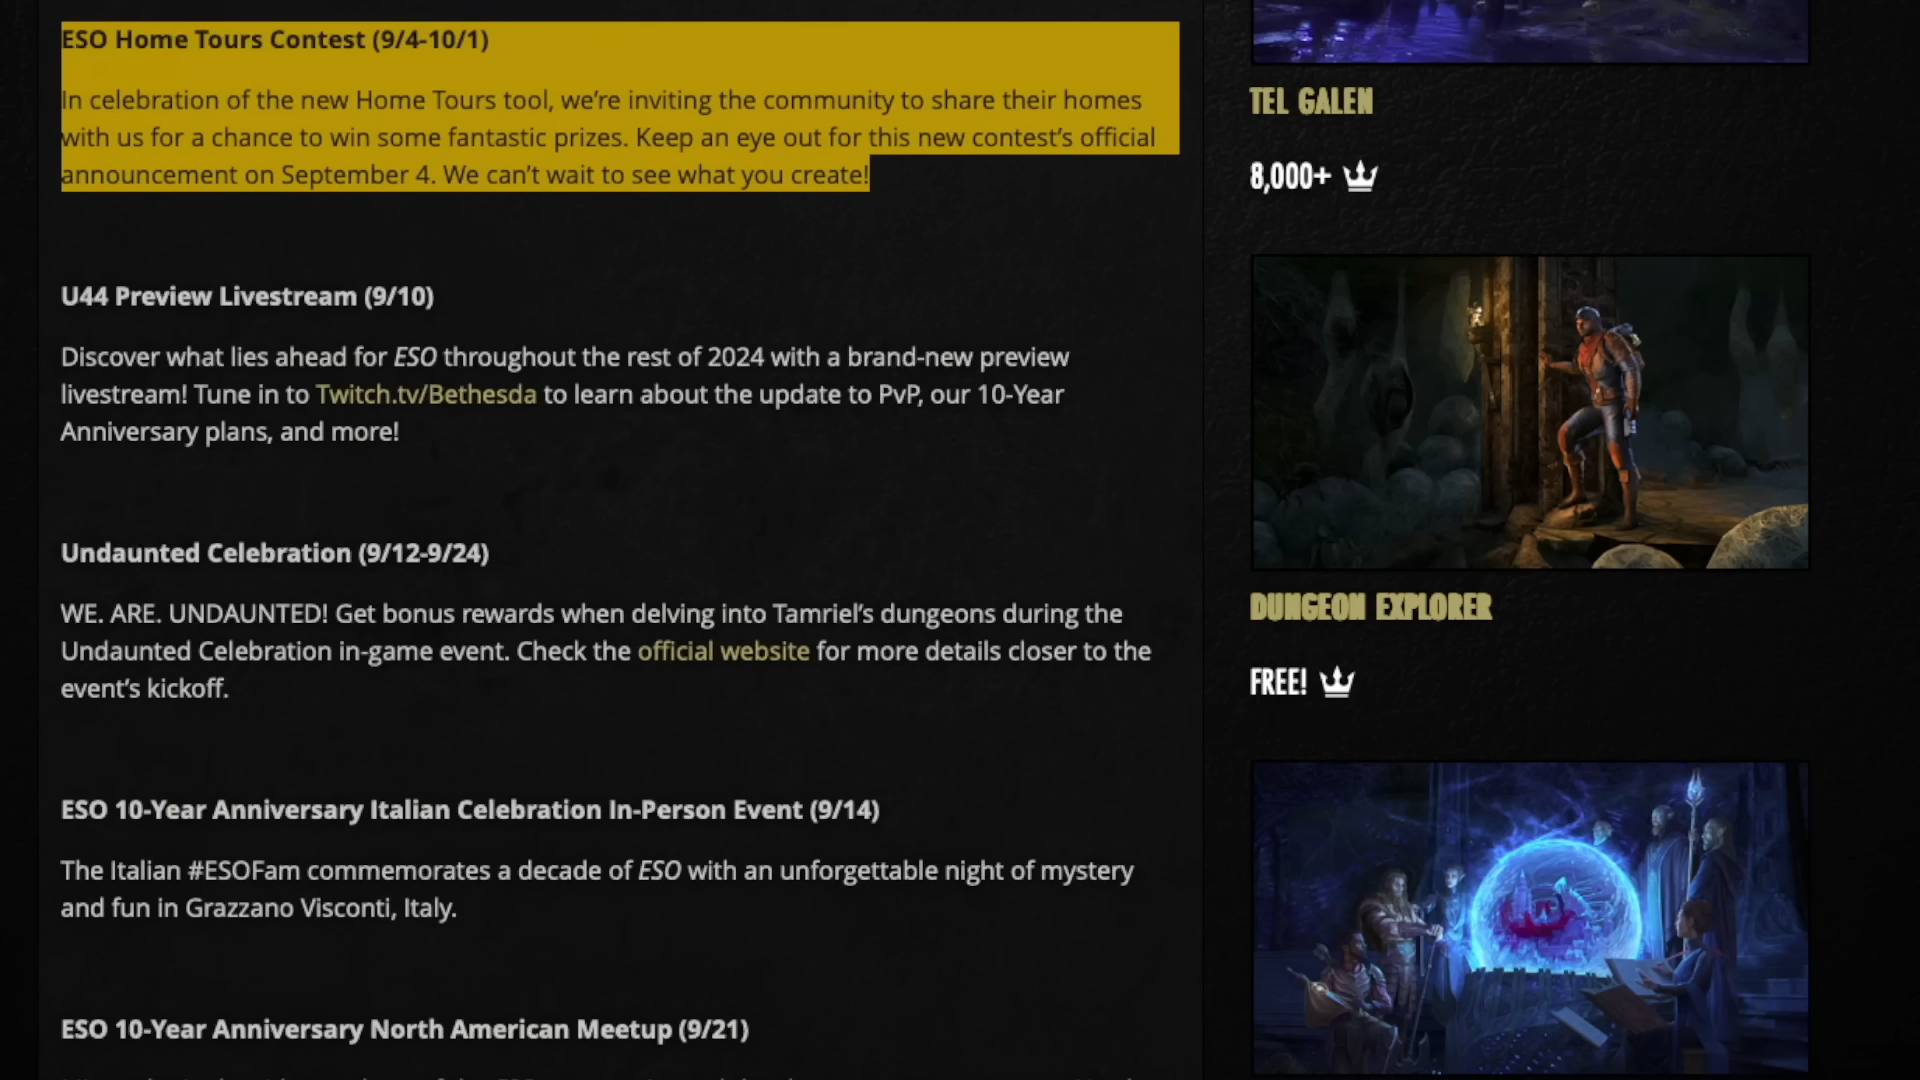 ESO Home Tours Contest (9/4-10/1)
In celebration of the new Home Tours tool, we’re inviting the community to share their homes
with us for a chance to win some fantastic prizes. Keep an eye out for this new contest’s official
announcement on September 4. We can’t wait to see what you create!
U44 Preview Livestream (9/10)
Discover what lies ahead for ESO throughout the rest of 2024 with a brand-new preview
livestream! Tune in to Twitch.tv/Bethesda to learn about the update to PvP, our 10-Year
Anniversary plans, and more!
Undaunted Celebration (9/12-9/24)
WE. ARE. UNDAUNTED! Get bonus rewards when delving into Tamriel’s dungeons during the
Undaunted Celebration in-game event. Check the official website for more details closer to the
event’s kickoff.
ESO 10-Year Anniversary Italian Celebration In-Person Event (9/14)
The Italian #ESOFam commemorates a decade of ESO with an unforgettable night of mystery
and fun in Grazzano Visconti, Italy.
ESO 10-Year Anniversary North American Meetup (9/21)
TEL GALEN
8,000+
DUNGEON EXPLORER
FREE!